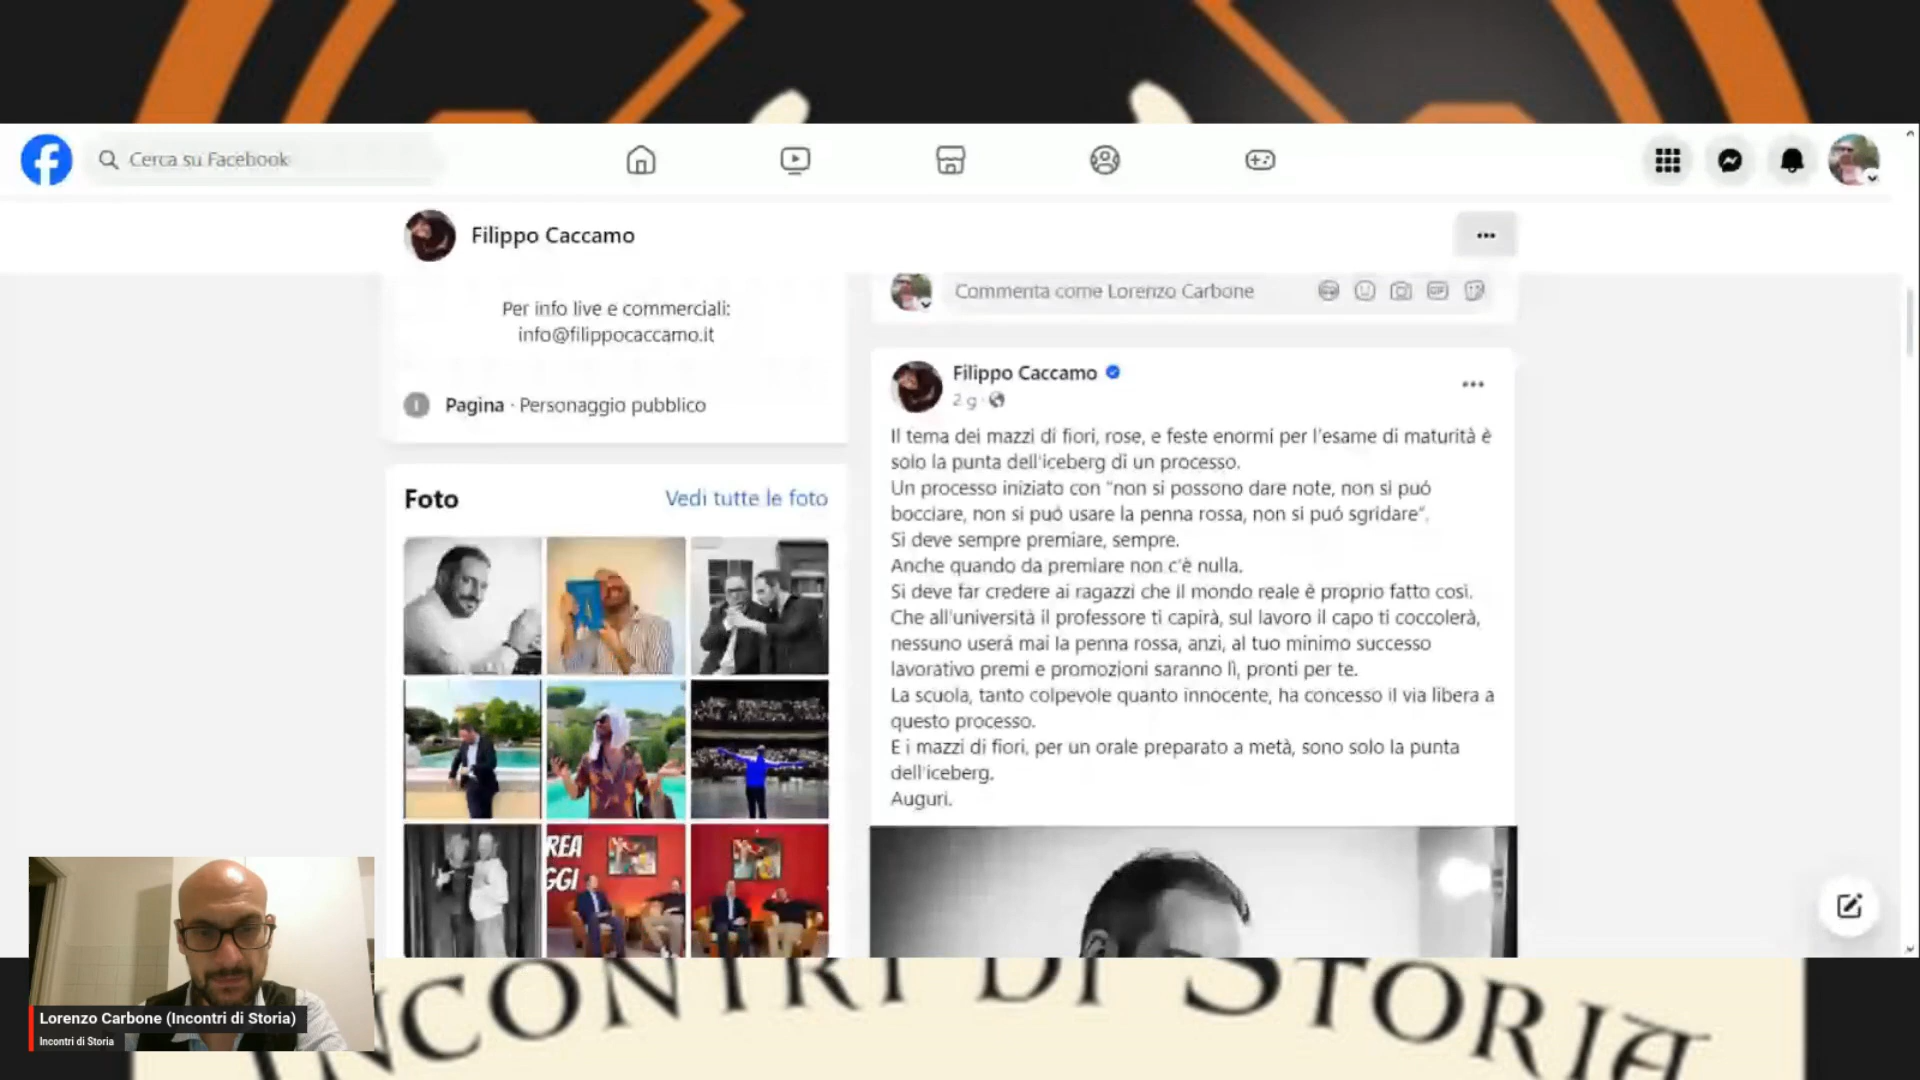 Cerca su Facebook
Filippo Caccamo
Per info live e commerciali:
info@filippocaccamo.it
Pagina · Personaggio pubblico
Foto
Vedi tutte le foto
REA
GGI
Commenta come Lorenzo Carbone
GIF
Filippo Caccamo
2 g ·
Il tema dei mazzi di fiori, rose, e feste enormi per l'esame di maturità è
solo la punta dell'iceberg di un processo.
Un processo iniziato con "non si possono dare note, non si può
bocciare, non si può usare la penna rossa, non si può sgridare".
Si deve sempre premiare, sempre.
Anche quando da premiare non c'è nulla.
Si deve far credere ai ragazzi che il mondo reale è proprio fatto così.
Che all'università il professore ti capirà, sul lavoro il capo ti coccolerà,
nessuno userà mai la penna rossa, anzi, al tuo minimo successo
lavorativo premi e promozioni saranno lì, pronti per te.
La scuola, tanto colpevole quanto innocente, ha concesso il via libera a
questo processo.
E i mazzi di fiori, per un orale preparato a metà, sono solo la punta
dell'iceberg.
Auguri.
Lorenzo Carbone (Incontri di Storia)
Incontri di Storia
INCONTRI DI STORIA